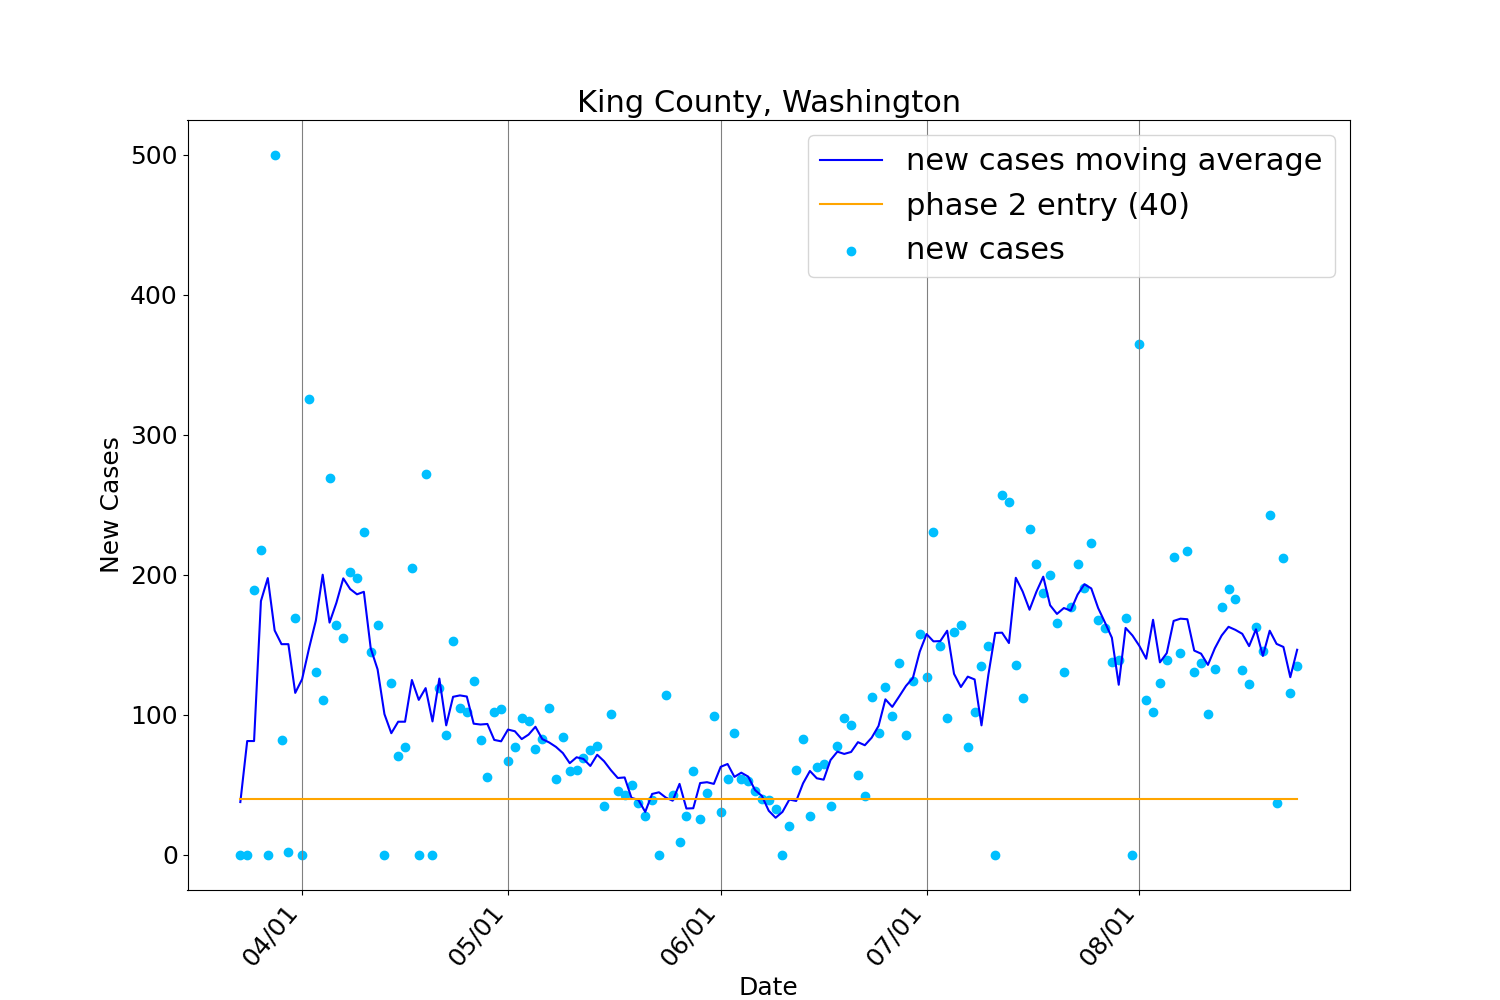 King County, Washington
new cases moving average
phase 2 entry (40)
new cases
500
400
300
200
100
0
New Cases
04/01
05/01
06/01
07/01
08/01
Date